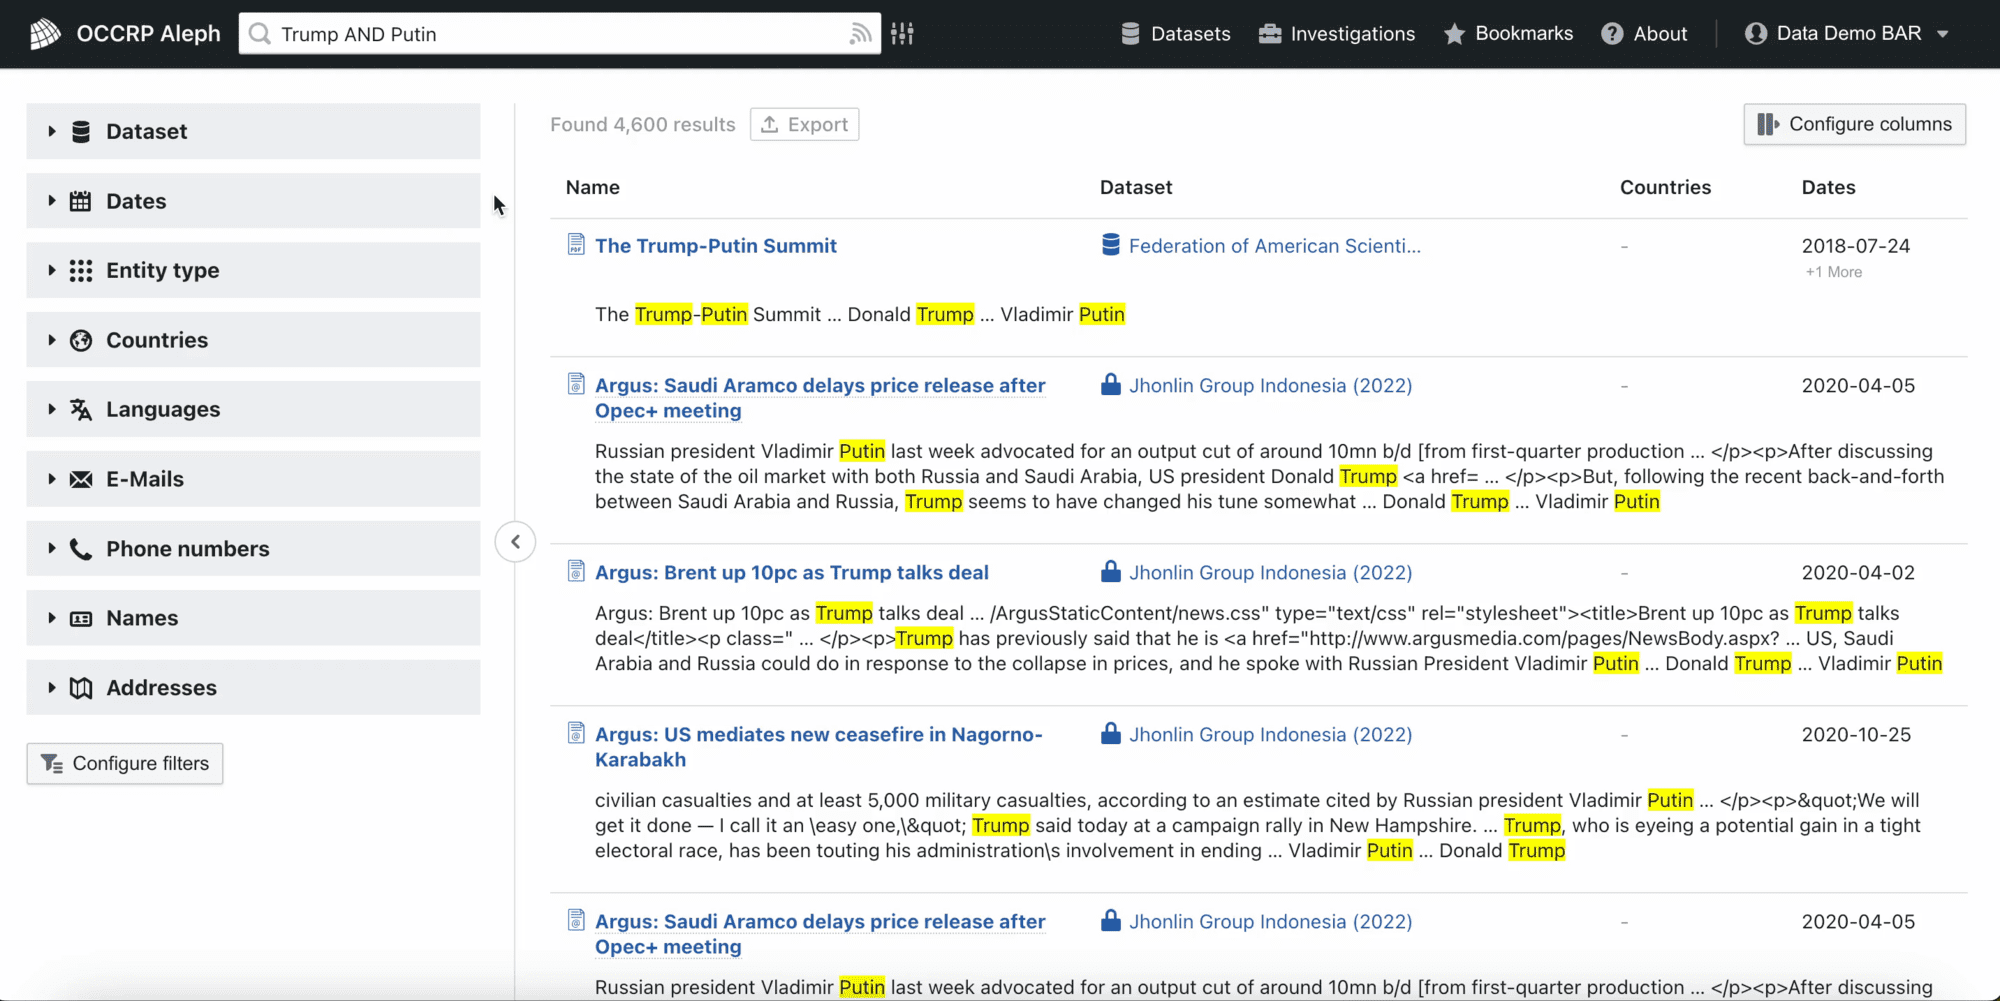 OCCRP Aleph
Trump AND Putin
Datasets
Investigations
Bookmarks
About
Data Demo BAR
Dataset
Dates
Entity type
Countries
Languages
E-Mails
Phone numbers
Names
Addresses
Configure filters
Found 4,600 results
Export
Configure columns
Name Dataset Countries Dates
The Trump-Putin Summit Federation of American Scienti... - 2018-07-24
+1 More
The Trump-Putin Summit ... Donald Trump ... Vladimir Putin
Argus: Saudi Aramco delays price release after Jhonlin Group Indonesia (2022) - 2020-04-05
Opec+ meeting
Russian president Vladimir Putin last week advocated for an output cut of around 10mn b/d [from first-quarter production ... </p><p>After discussing
the state of the oil market with both Russia and Saudi Arabia, US president Donald Trump <a href= ... </p><p>But, following the recent back-and-forth
between Saudi Arabia and Russia, Trump seems to have changed his tune somewhat ... Donald Trump ... Vladimir Putin
Argus: Brent up 10pc as Trump talks deal Jhonlin Group Indonesia (2022) - 2020-04-02
Argus: Brent up 10pc as Trump talks deal ... /ArgusStaticContent/news.css" type="text/css" rel="stylesheet"><title>Brent up 10pc as Trump talks
deal</title><p class=" ... </p><p>Trump has previously said that he is <a href="http://www.argusmedia.com/pages/NewsBody.aspx? ... US, Saudi
Arabia and Russia could do in response to the collapse in prices, and he spoke with Russian President Vladimir Putin ... Donald Trump ... Vladimir Putin
Argus: US mediates new ceasefire in Nagorno- Jhonlin Group Indonesia (2022) - 2020-10-25
Karabakh
civilian casualties and at least 5,000 military casualties, according to an estimate cited by Russian president Vladimir Putin ... </p><p>&quot;We will
get it done — I call it an \easy one,\&quot; Trump said today at a campaign rally in New Hampshire. ... Trump, who is eyeing a potential gain in a tight
electoral race, has been touting his administration\s involvement in ending ... Vladimir Putin ... Donald Trump
Argus: Saudi Aramco delays price release after Jhonlin Group Indonesia (2022) - 2020-04-05
Opec+ meeting
Russian president Vladimir Putin last week advocated for an output cut of around 10mn b/d [from first-quarter production ... </p><p>After discussing